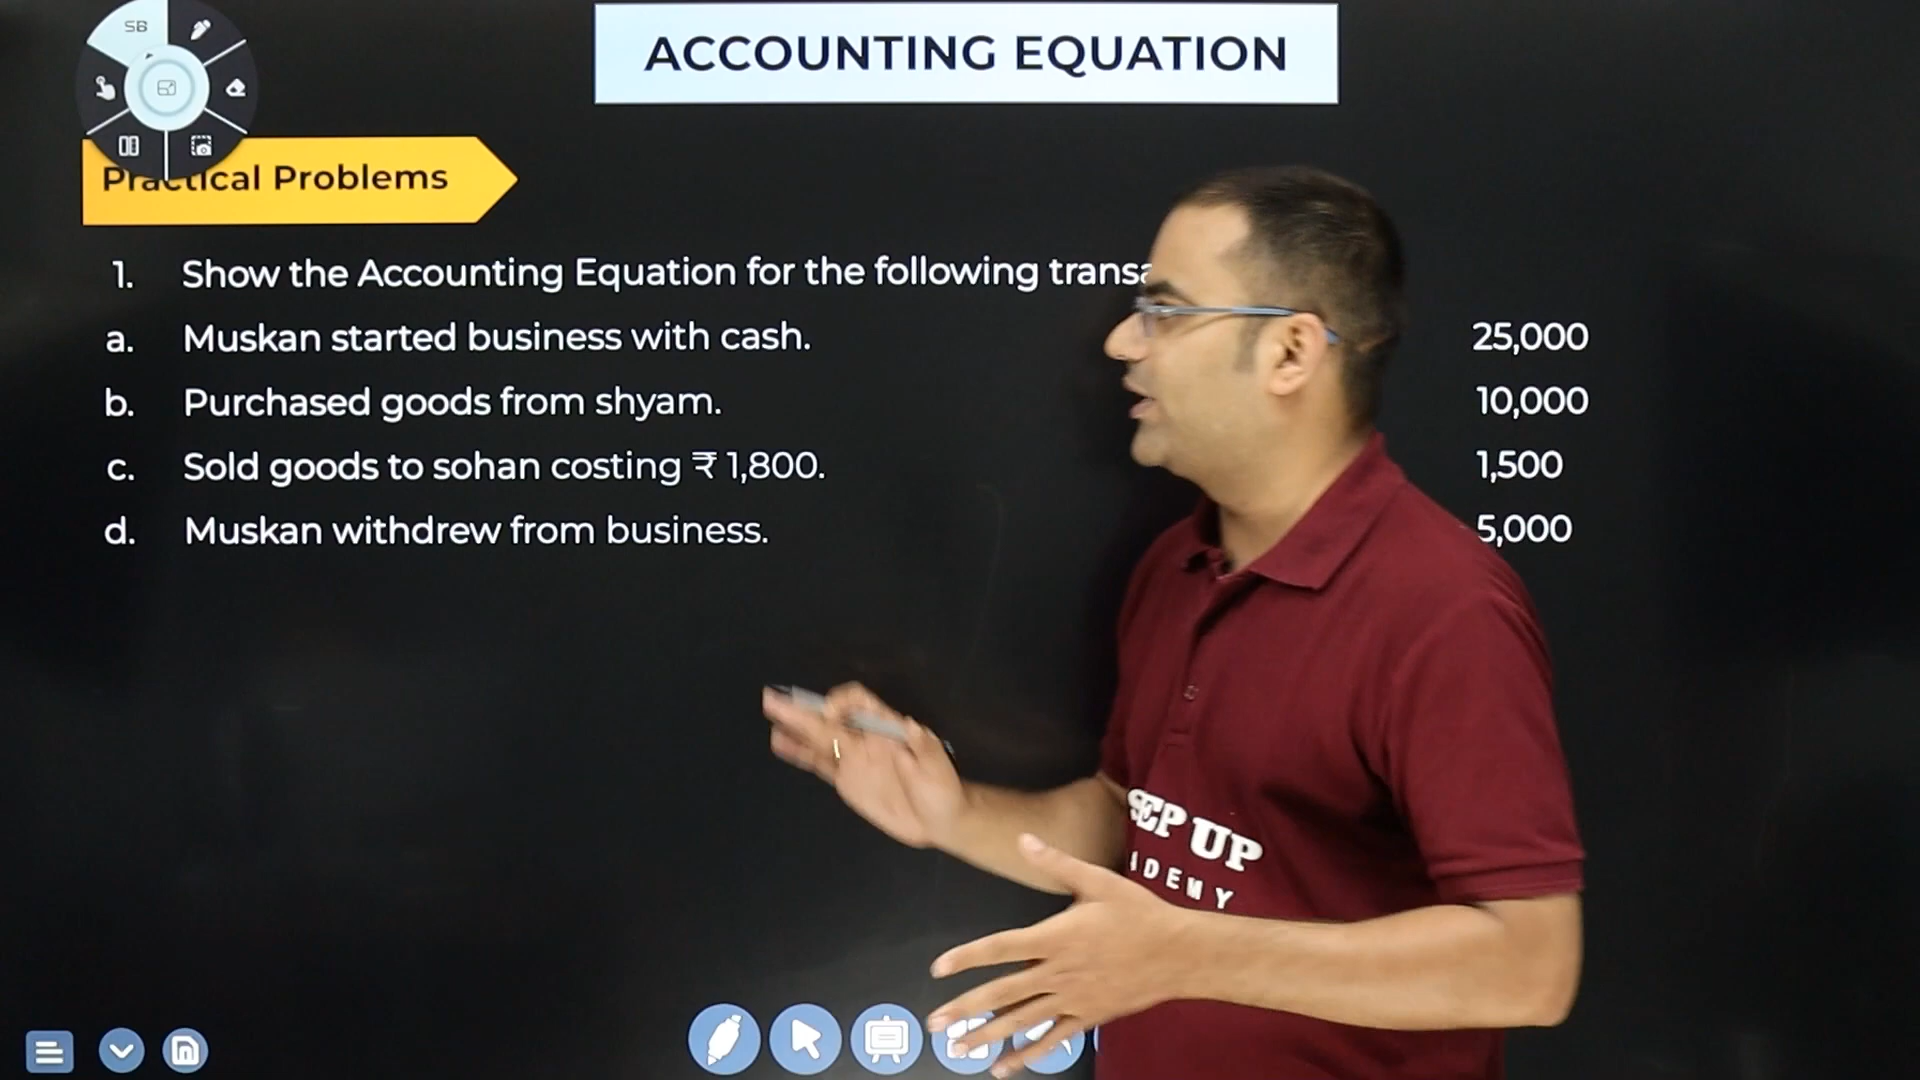 SB
ACCOUNTING EQUATION
Practical Problems
1. Show the Accounting Equation for the following
a. Muskan started business with cash. 25,000
b. Purchased goods from shyam. 10,000
c. Sold goods to sohan costing ₹ 1,800. 1,500
d. Muskan withdrew from business. 5,000
UP